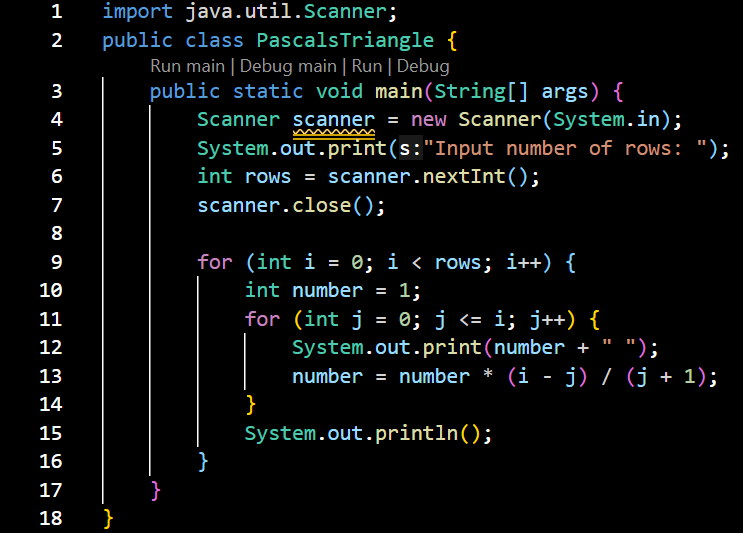 1 import java.util.Scanner;
2 public class PascalsTriangle {
Run main | Debug main | Run | Debug
3 public static void main(String[] args) {
4 Scanner scanner = new Scanner(System.in);
5 System.out.print(s:"Input number of rows: ");
6 int rows = scanner.nextInt();
7 scanner.close();
8
9 for (int i = 0; i < rows; i++) {
10 int number = 1;
11 for (int j = 0; j <= i; j++) {
12 System.out.print(number + " ");
13 number = number * (i - j) / (j + 1);
14 }
15 System.out.println();
16 }
17 }
18 }